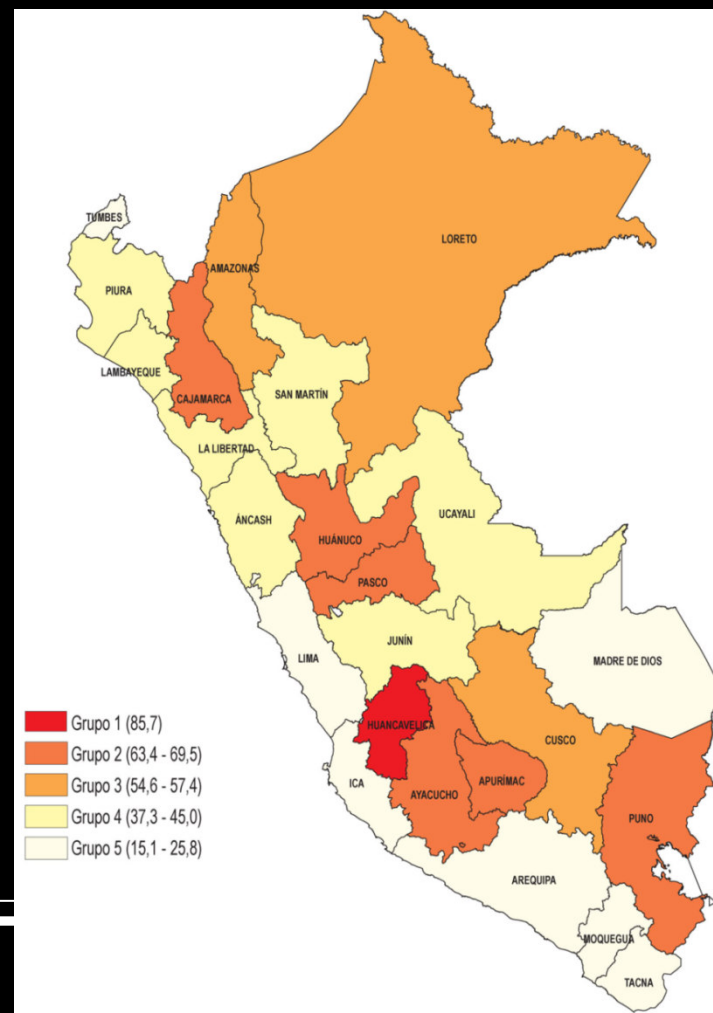 TUMBES
PIURA
AMAZONAS
LORETO
LAMBAYEQUE
CAJAMARCA
SAN MARTÍN
LA LIBERTAD
ÁNCASH
HUÁNUCO
UCAYALI
PASCO
JUNÍN
LIMA
MADRE DE DIOS
HUANCAVELICA
CUSCO
ICA
AYACUCHO
APURÍMAC
PUNO
AREQUIPA
MOQUEGUA
TACNA
Grupo 1 (85,7)
Grupo 2 (63,4 - 69,5)
Grupo 3 (54,6 - 57,4)
Grupo 4 (37,3 - 45,0)
Grupo 5 (15,1 - 25,8)